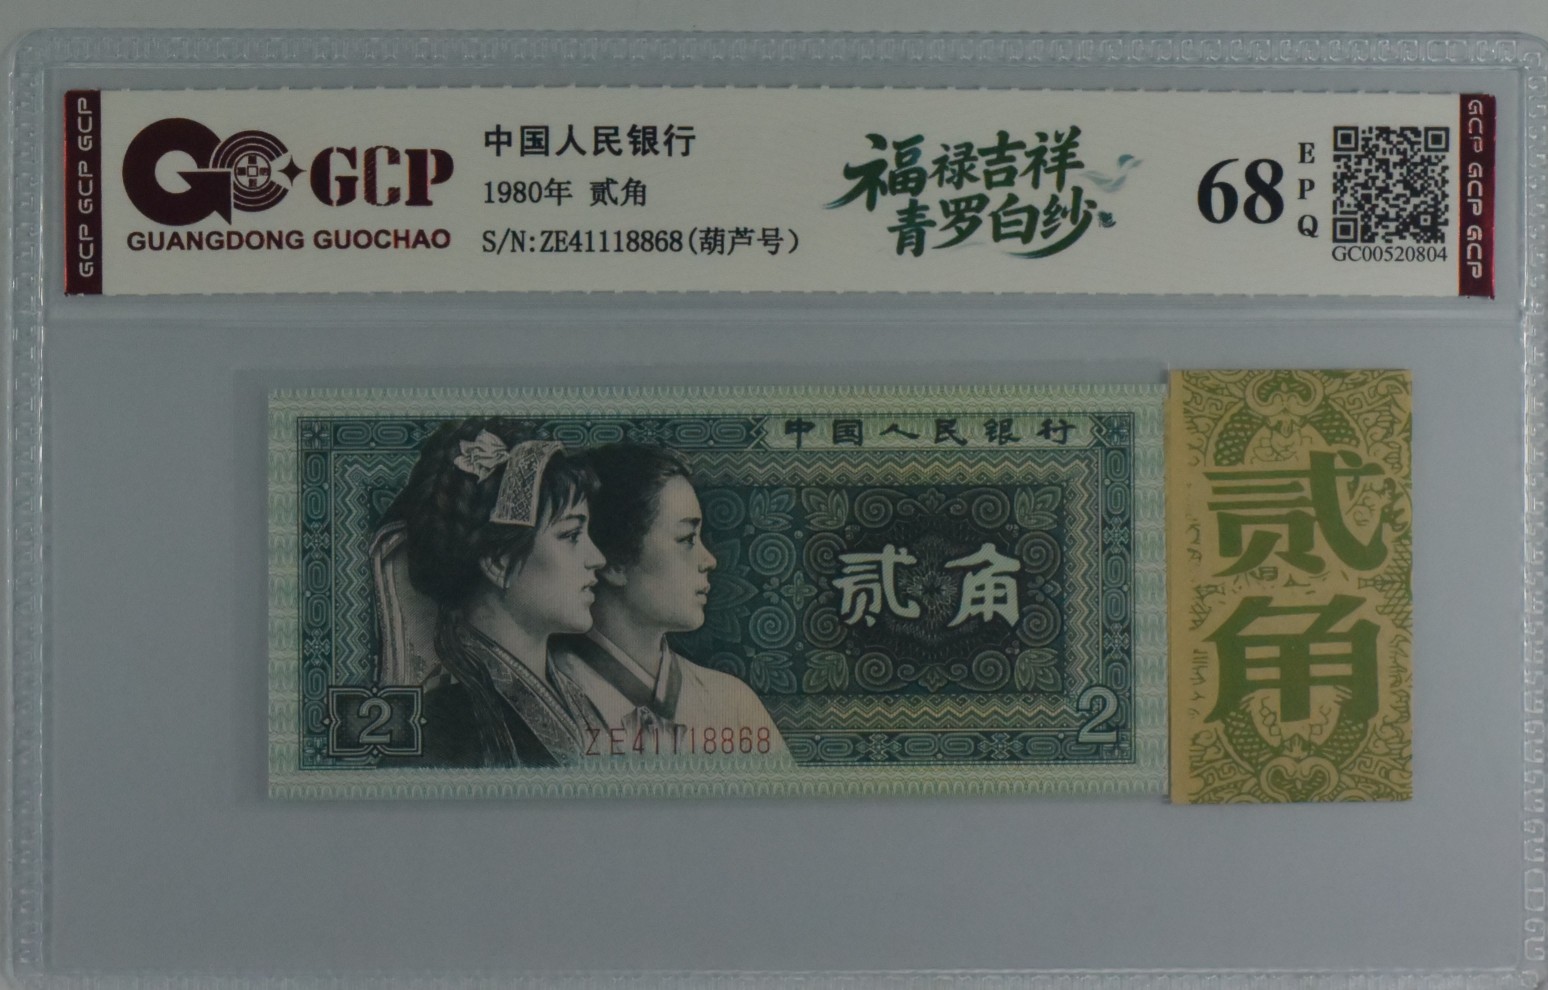 GCP GCP GCP
GCP
GUANGDONG GUOCHAO
中国人民银行
1980年 贰角
S/N:ZE41118868(葫芦号)
福禄吉祥
青罗白纱
68
EPQ
GC00520804
GCP GCP GCP
中国人民银行
贰角
2
2
ZE41118868
贰角